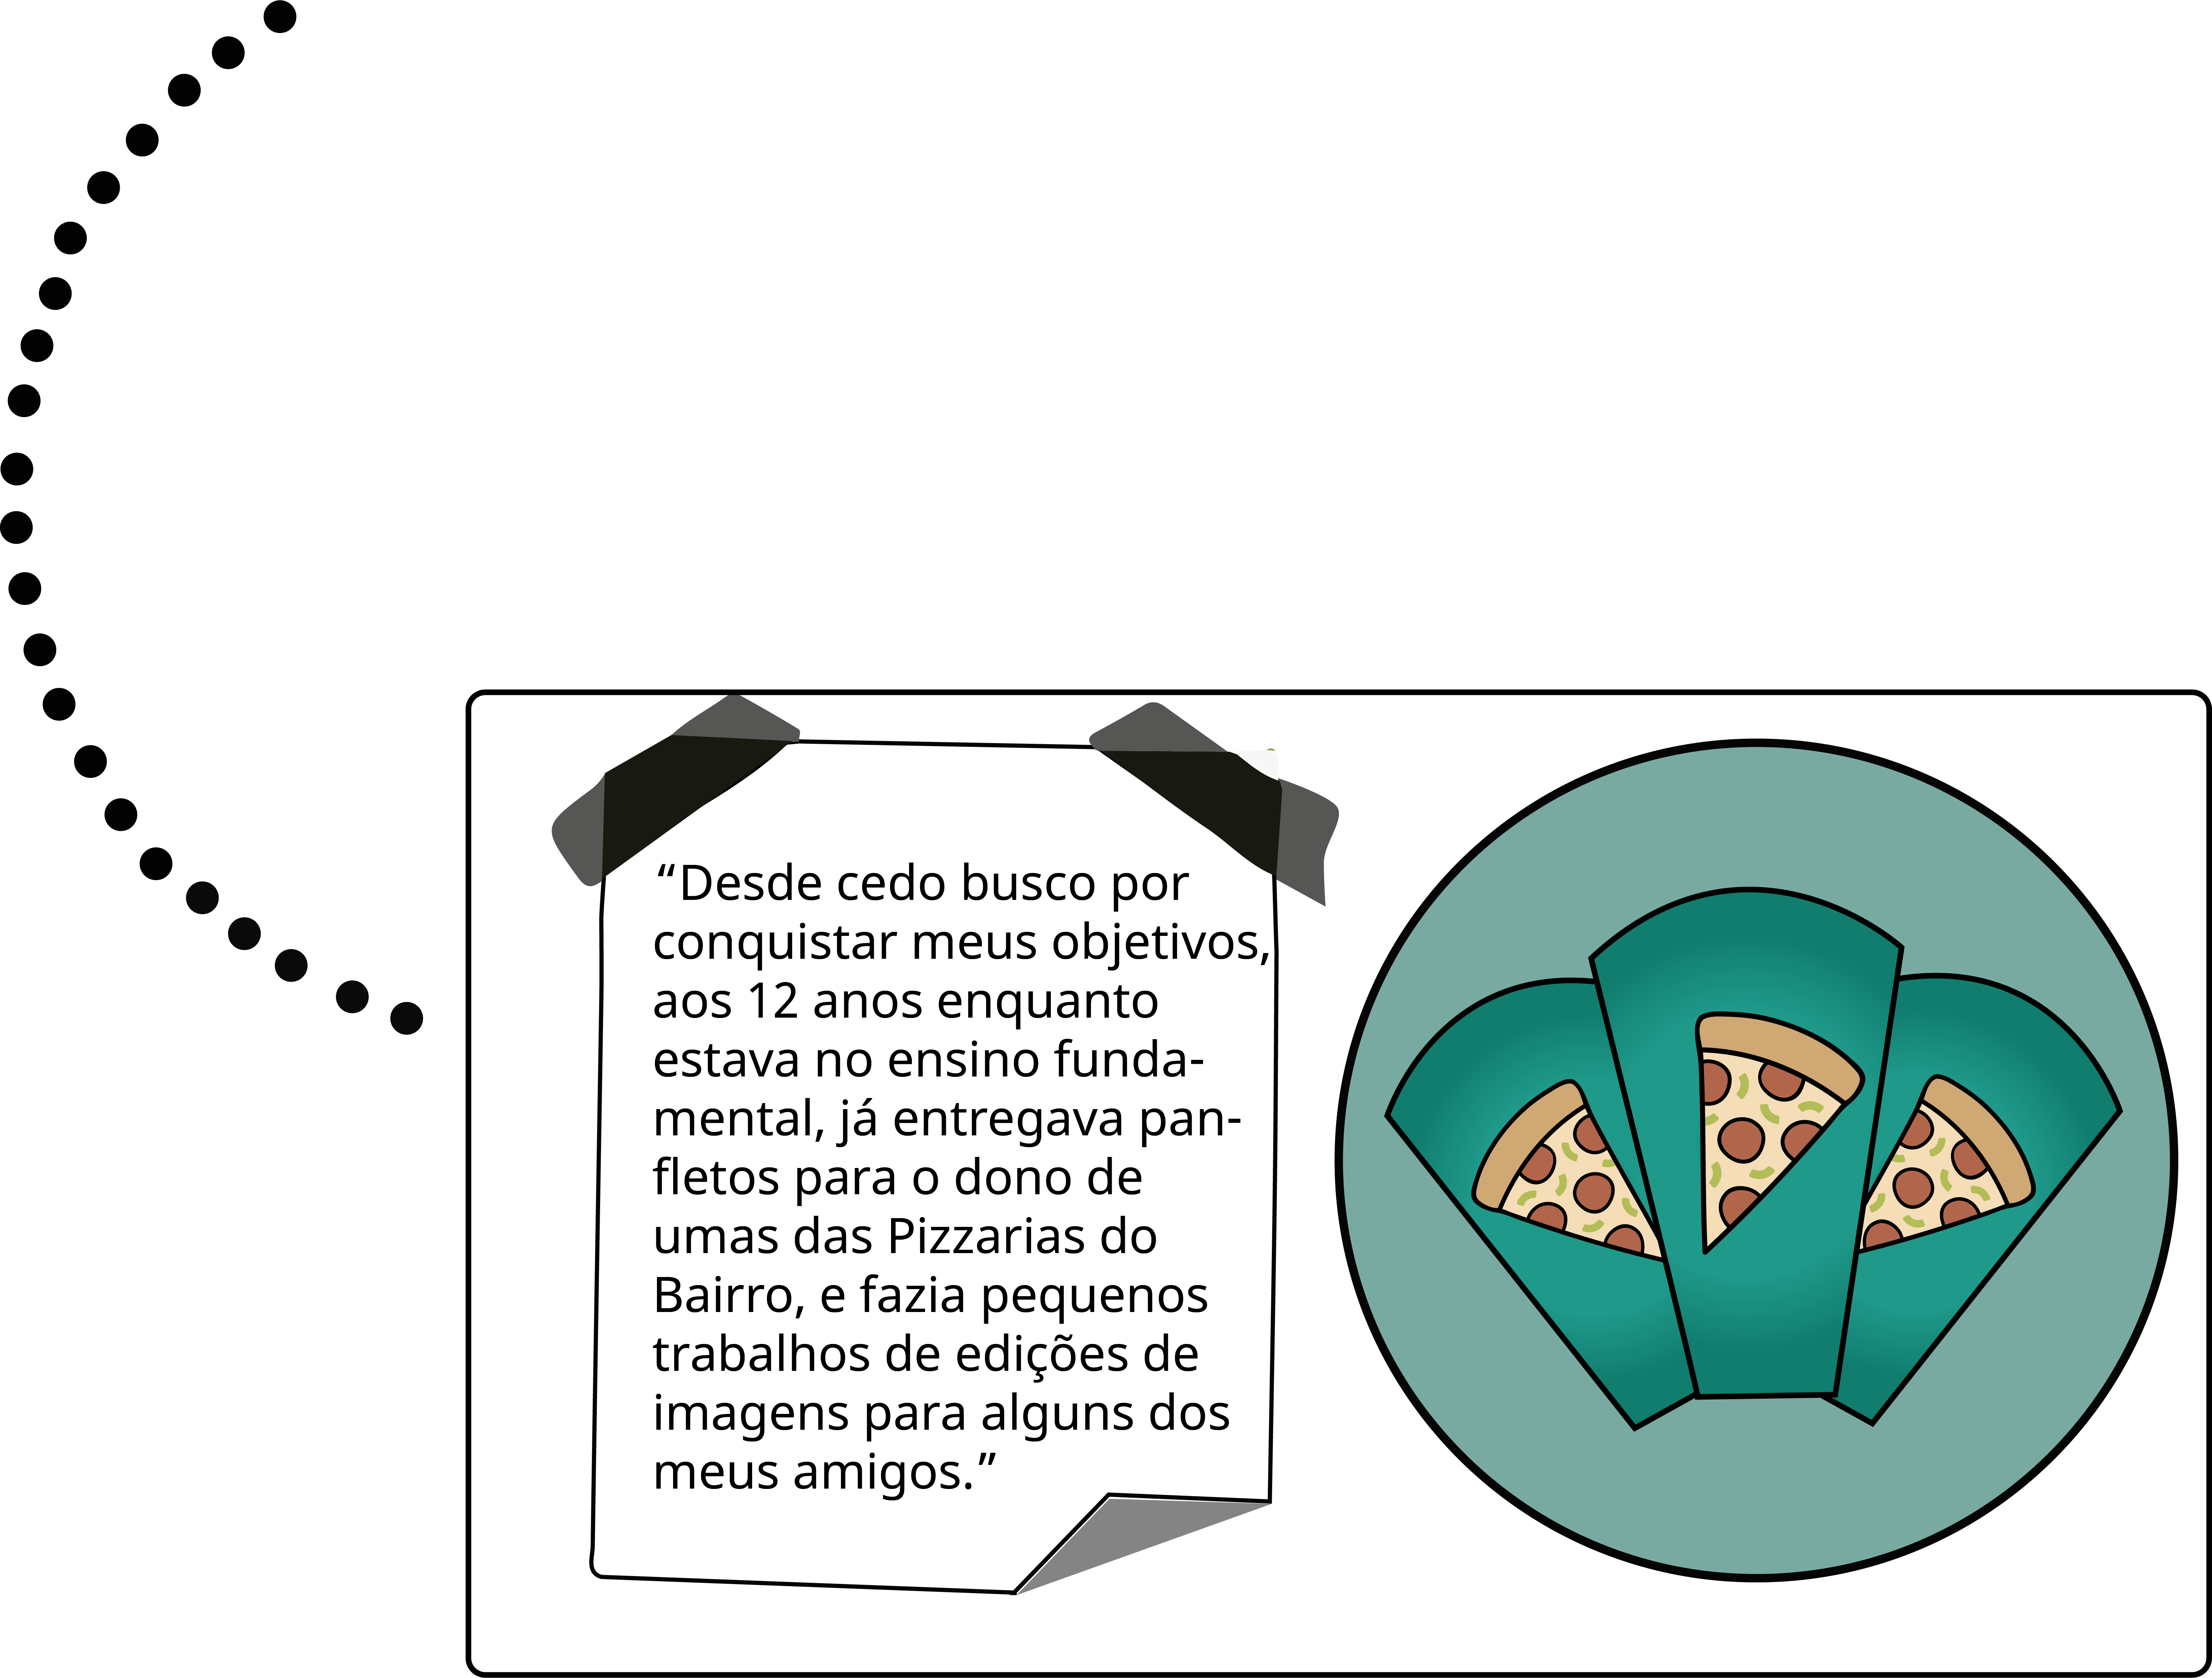 “Desde cedo busco por
conquistar meus objetivos,
aos 12 anos enquanto
estava no ensino funda-
mental, já entregava pan-
fletos para o dono de
umas das Pizzarias do
Bairro, e fazia pequenos
trabalhos de edições de
imagens para alguns dos
meus amigos.”